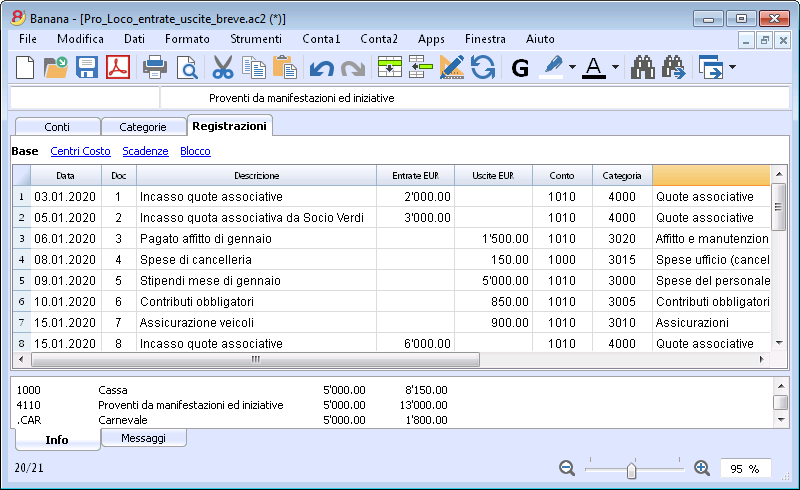 Banana - [Pro_Loco_entrate_uscite_breve.ac2 (*)]
File Modifica Dati Formato Strumenti Conta1 Conta2 Apps Finestra Aiuto
G A
Proventi da manifestazioni ed iniziative
Conti Categorie Registrazioni
Base Centri Costo Scadenze Blocco
Data Doc Descrizione Entrate EUR Uscite EUR Conto Categoria
1 03.01.2020 1 Incasso quote associative 2'000.00 1010 4000 Quote associative
2 05.01.2020 2 Incasso quota associativa da Socio Verdi 3'000.00 1010 4000 Quote associative
3 06.01.2020 3 Pagato affitto di gennaio 1'500.00 1010 3020 Affitto e manutenzion
4 08.01.2020 4 Spese di cancelleria 150.00 1000 3015 Spese ufficio (cancel
5 09.01.2020 5 Stipendi mese di gennaio 5'000.00 1010 3000 Spese del personale
6 10.01.2020 6 Contributi obbligatori 850.00 1010 3005 Contributi obbligatori
7 15.01.2020 7 Assicurazione veicoli 900.00 1010 3010 Assicurazioni
8 15.01.2020 8 Incasso quote associative 6'000.00 1010 4000 Quote associative
1000 Cassa 5'000.00 8'150.00
4110 Proventi da manifestazioni ed iniziative 5'000.00 13'000.00
.CAR Carnevale 5'000.00 1'800.00
Info Messaggi
20/21 95 %